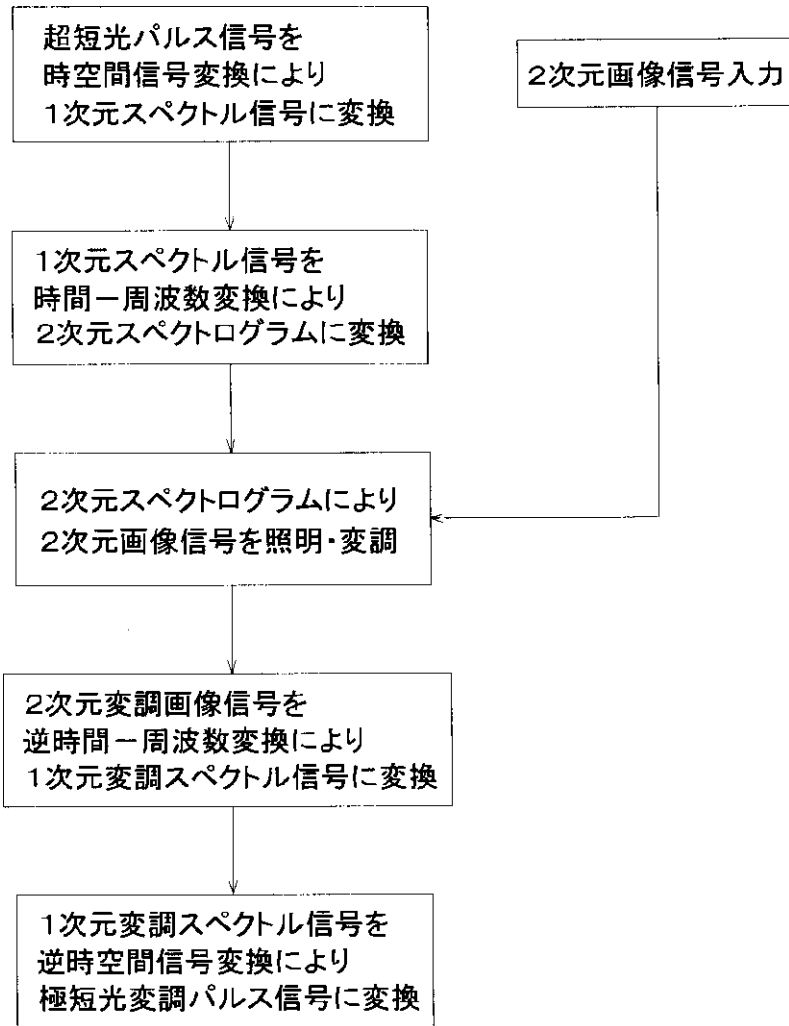 超短光パルス信号を
時空間信号変換により
1次元スペクトル信号に変換
2次元画像信号入力
1次元スペクトル信号を
時間－周波数変換により
2次元スペクトログラムに変換
2次元スペクトログラムにより
2次元画像信号を照明・変調
2次元変調画像信号を
逆時間－周波数変換により
1次元変調スペクトル信号に変換
1次元変調スペクトル信号を
逆時空間信号変換により
極短光変調パルス信号に変換